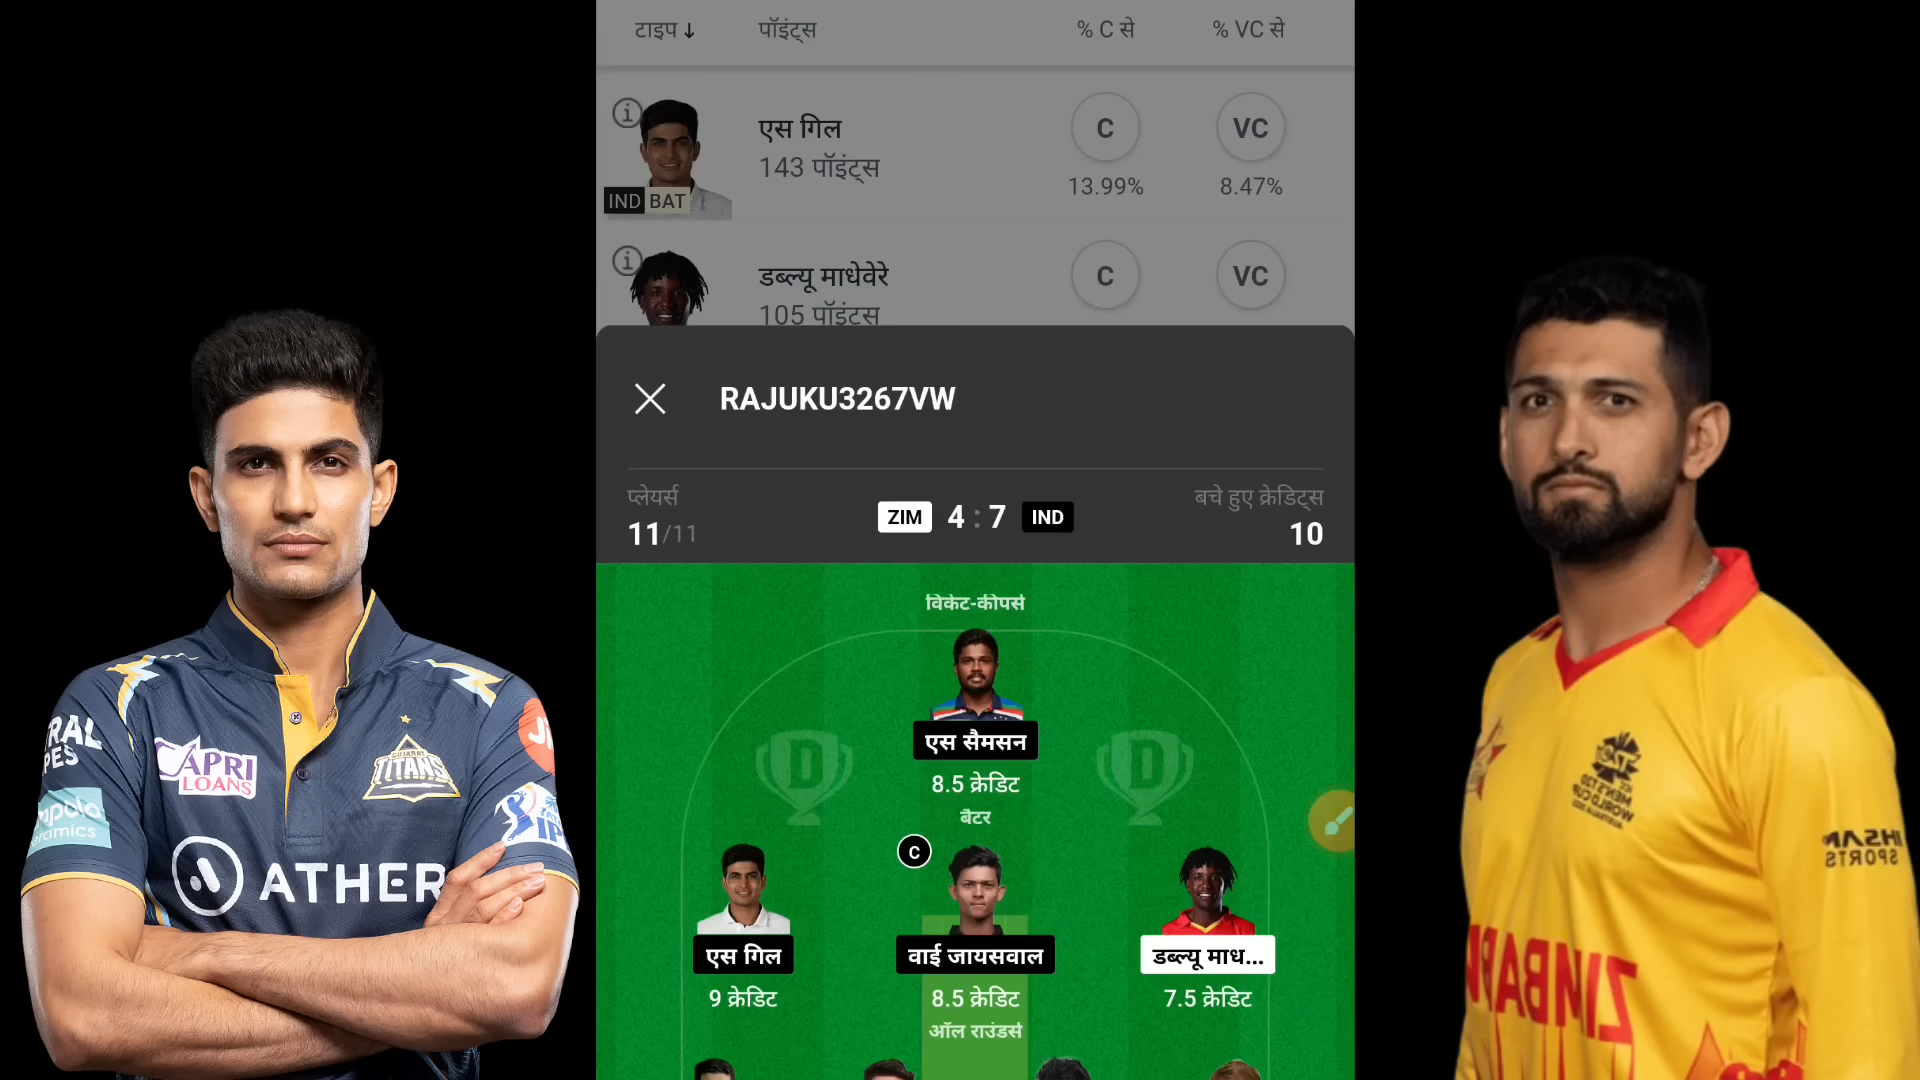 टाइप ↓ पॉइंट्स % C से % VC से
एस गिल
143 पॉइंट्स
C VC
13.99% 8.47%
IND BAT
डब्ल्यू माधेवेरे
105 पॉइंट्स
C VC
RAJUKU3267VW
प्लेयर्स
11/11
ZIM 4 : 7 IND
बचे हुए क्रेडिट्स
10
विकेट-कीपर्स
एस सैमसन
8.5 क्रेडिट
बैटर
C
एस गिल वाई जायसवाल डब्ल्यू माध...
9 क्रेडिट 8.5 क्रेडिट 7.5 क्रेडिट
ऑल राउंडर्स
CAPRI
LOANS
GUJARAT
TITANS
ATHER